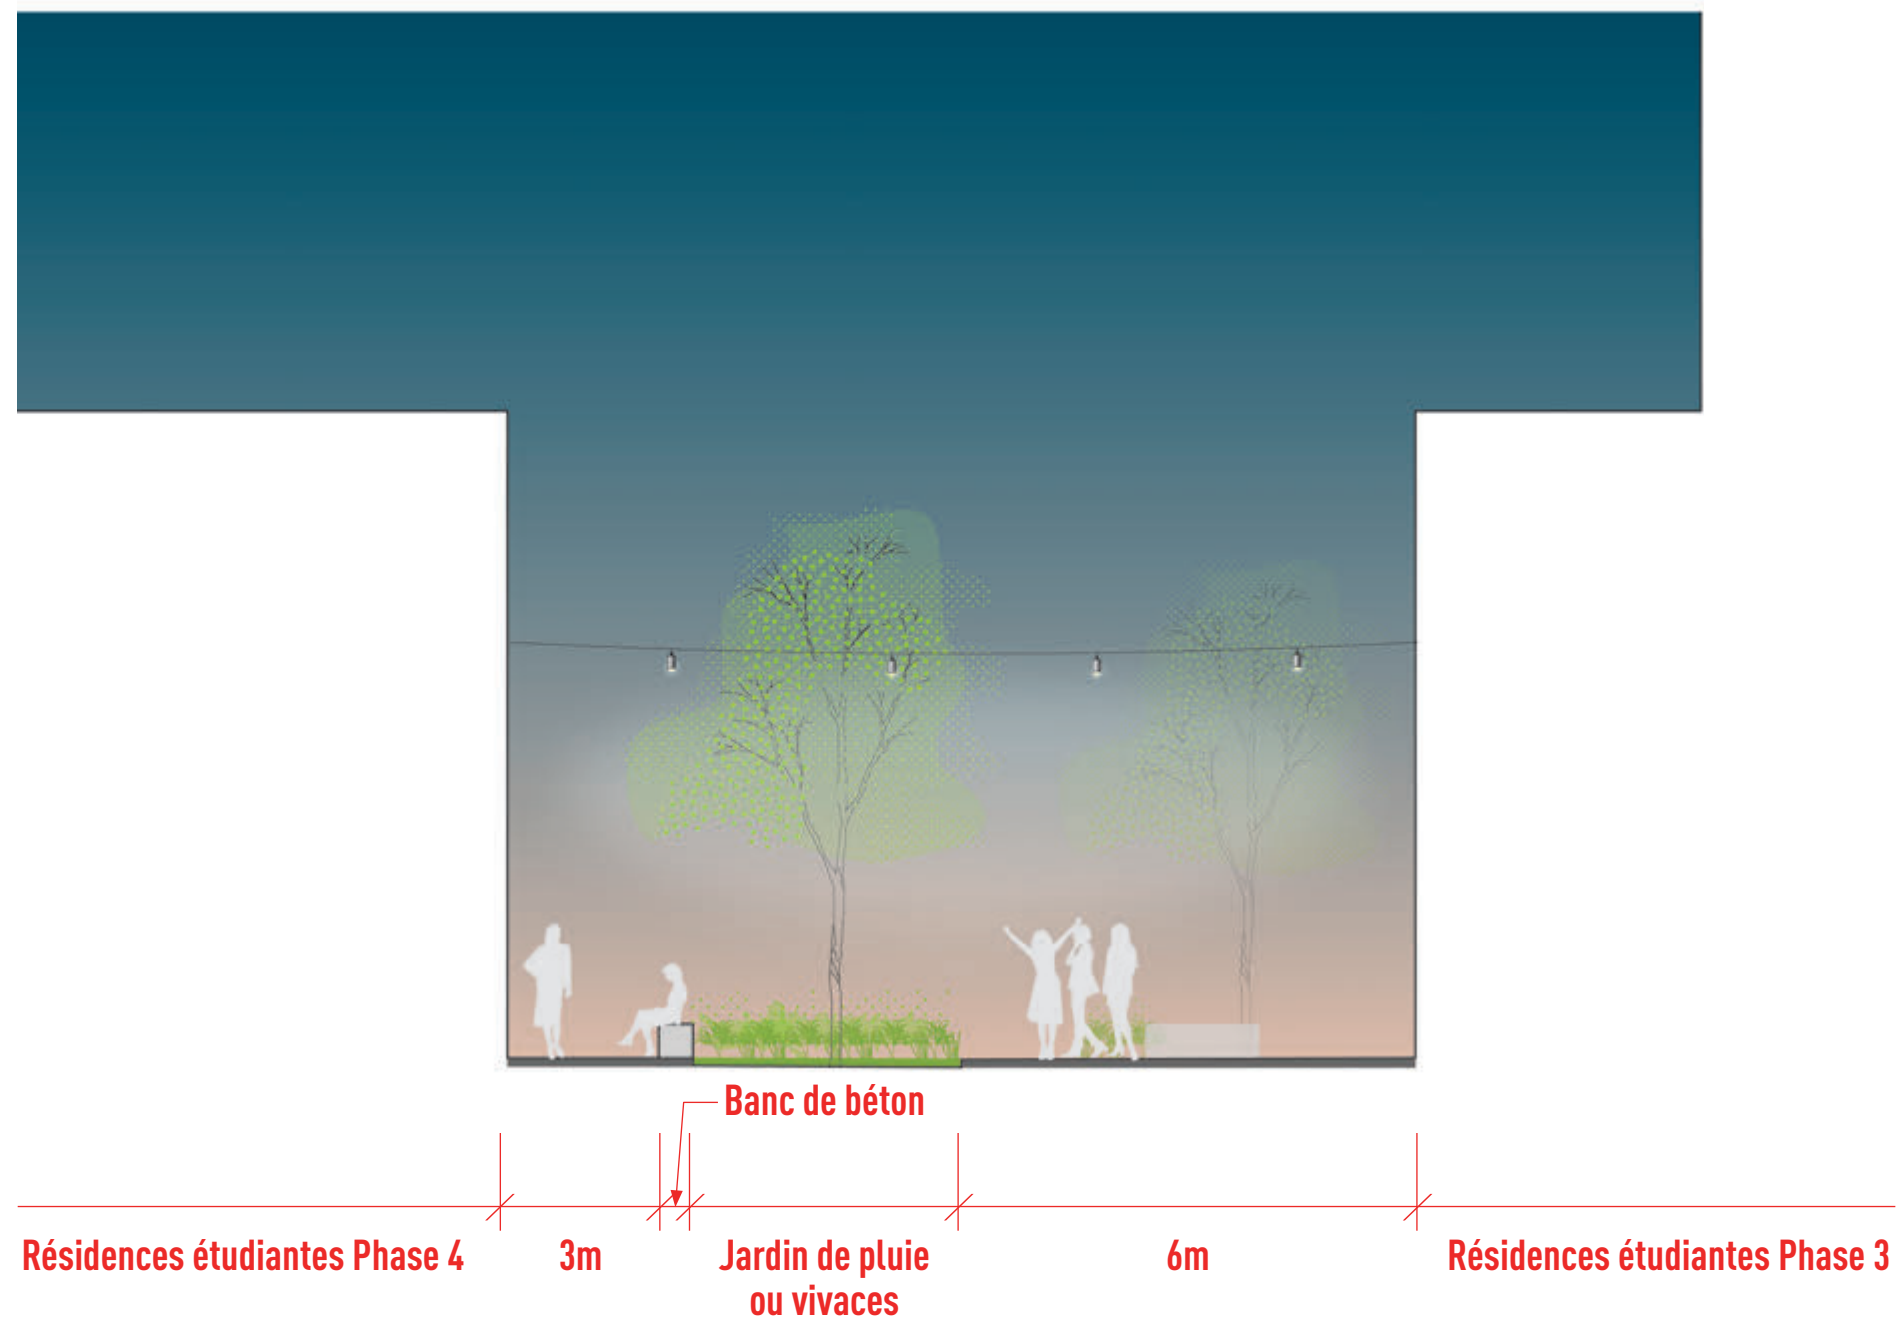 Banc de béton
Résidences étudiantes Phase 4
3m
Jardin de pluie
ou vivaces
6m
Résidences étudiantes Phase 3